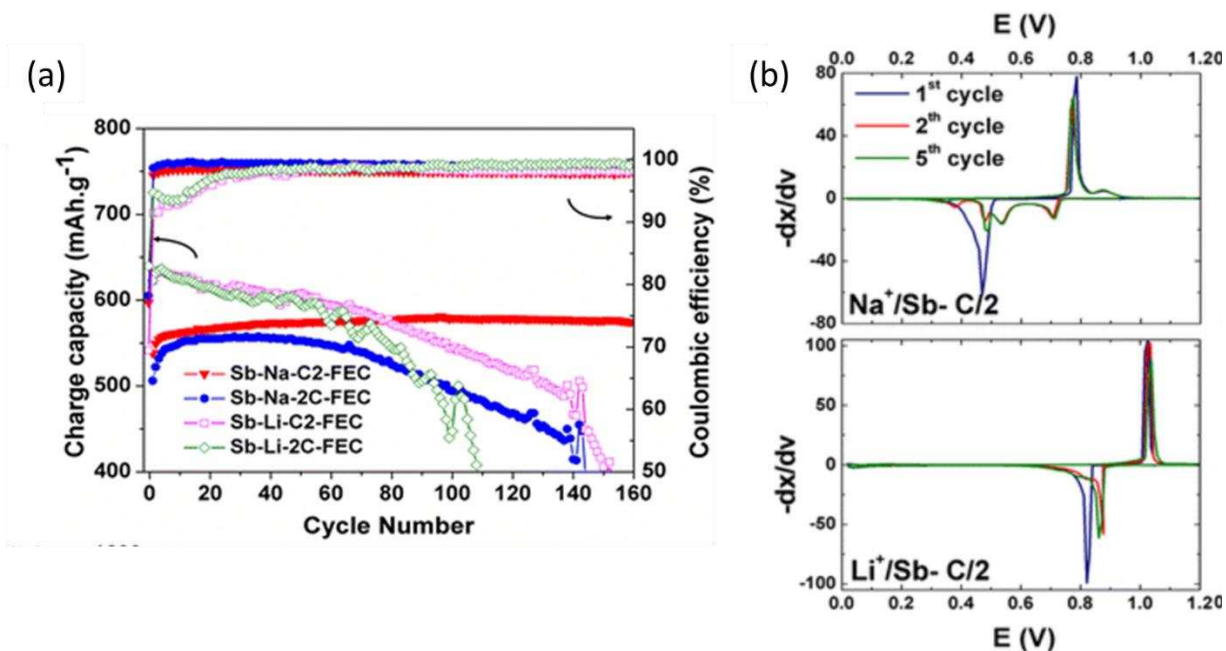 (a)
800
700
600
500
400
Charge capacity (mAh.g⁻¹)
Sb-Na-C2-FEC
Sb-Na-2C-FEC
Sb-Li-C2-FEC
Sb-Li-2C-FEC
100
90
80
70
60
50
Coulombic efficiency (%)
0 20 40 60 80 100 120 140 160
Cycle Number
(b)
E (V)
0.0 0.2 0.4 0.6 0.8 1.0 1.20
80
40
0
-40
-80
-dx/dv
1st cycle
2th cycle
5th cycle
Na⁺/Sb- C/2
100
50
0
-50
-100
-dx/dv
Li⁺/Sb- C/2
0.0 0.2 0.4 0.6 0.8 1.0 1.20
E (V)